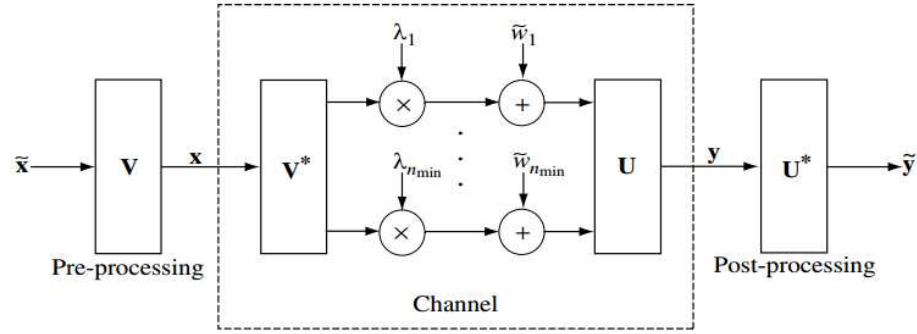 λ₁ w̃₁
x̃ V x V* × + U y U* ỹ
λₙₘᵢₙ w̃ₙₘᵢₙ
× +
Pre-processing Post-processing
Channel